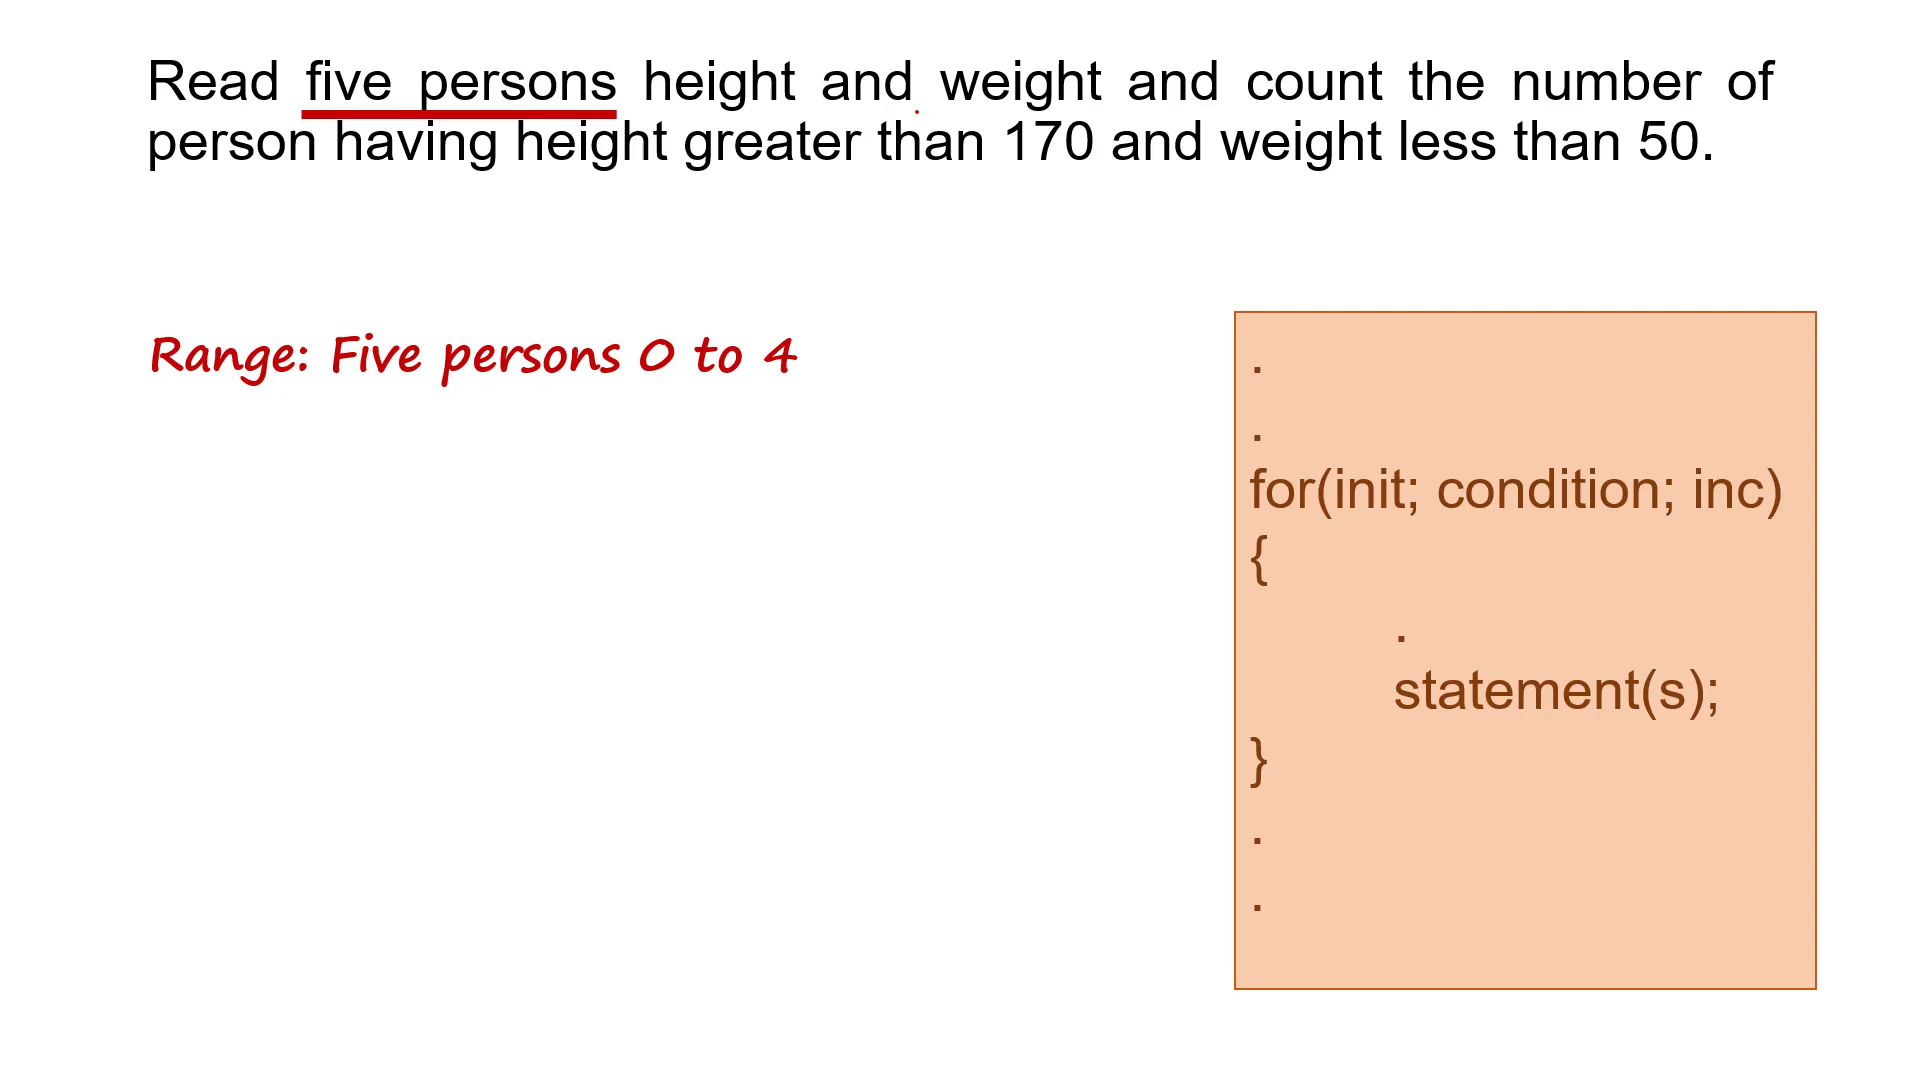 Read five persons height and weight and count the number of
person having height greater than 170 and weight less than 50.
Range: Five persons 0 to 4
.
.
for(init; condition; inc)
{
.
statement(s);
}
.
.